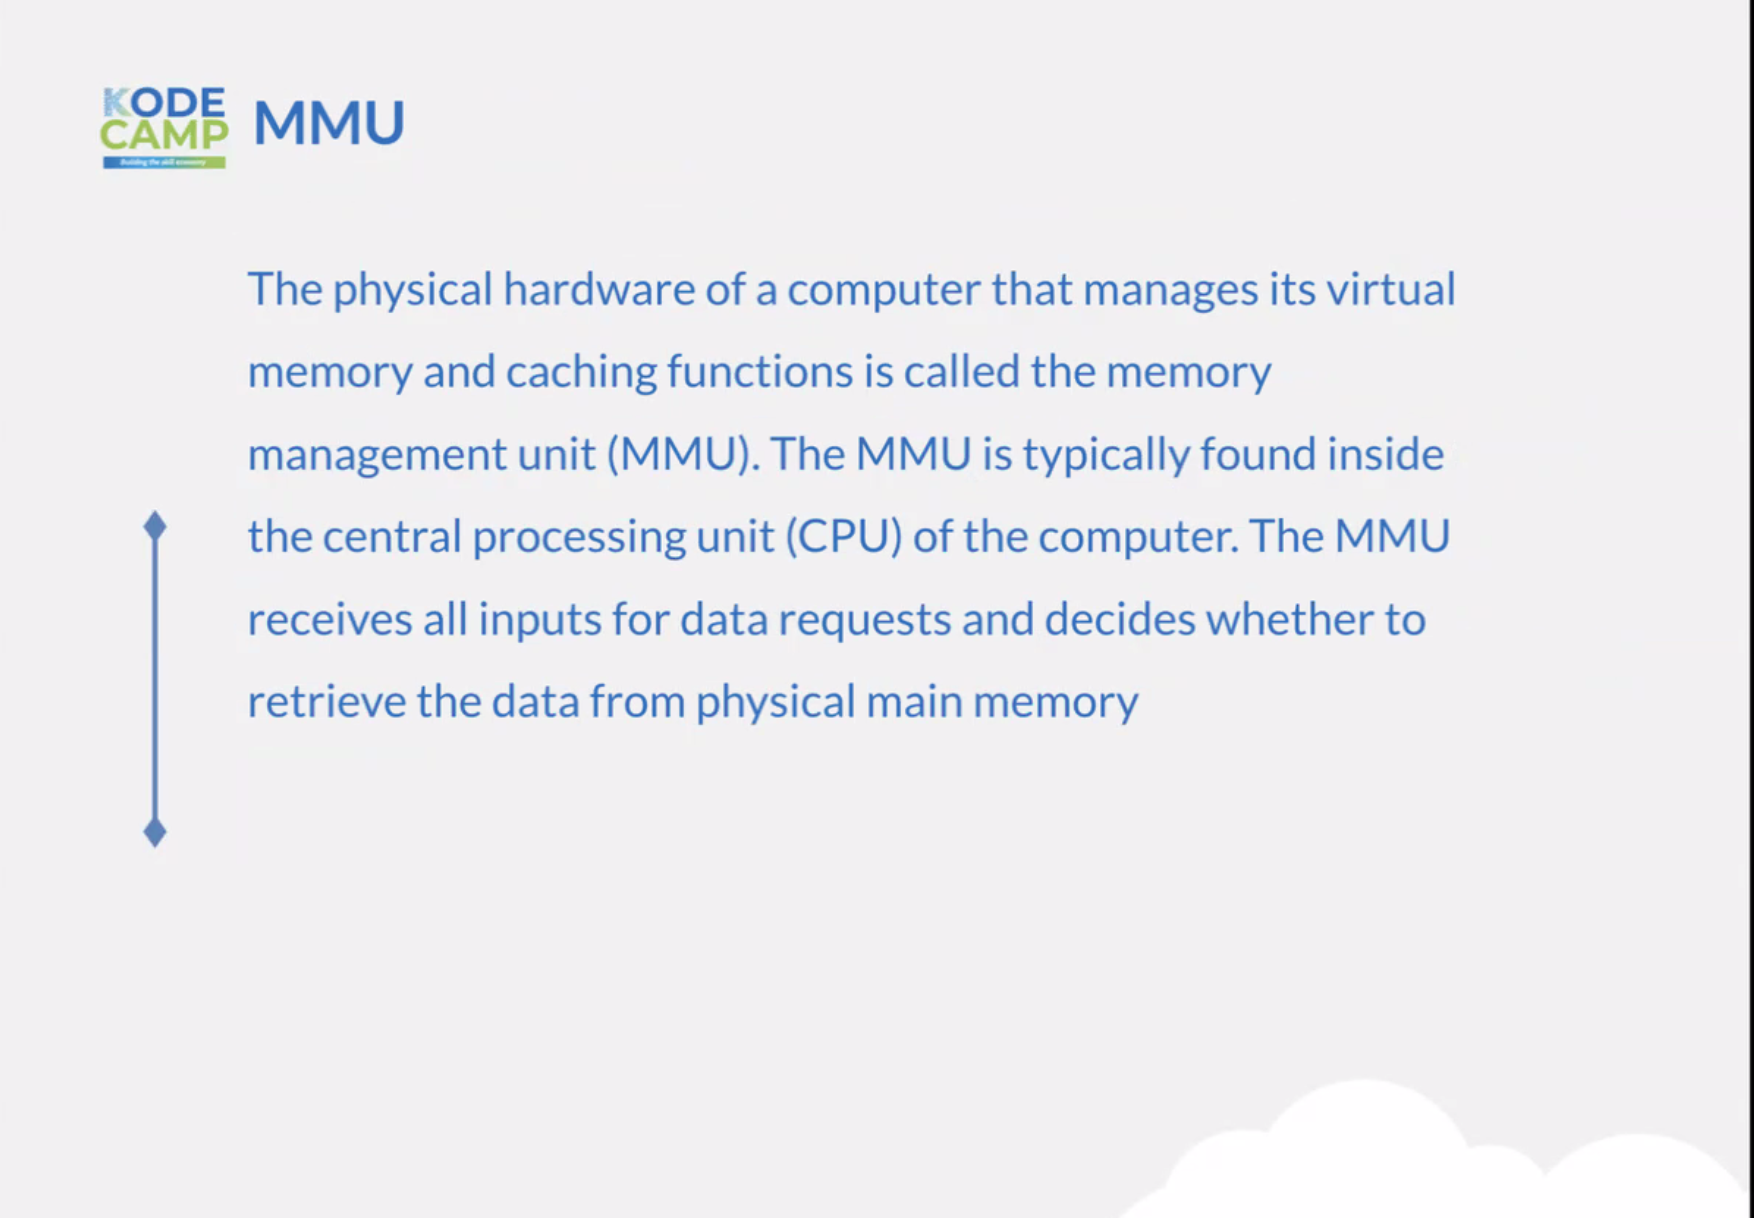 KODE
CAMP
Building the skill economy
MMU
The physical hardware of a computer that manages its virtual
memory and caching functions is called the memory
management unit (MMU). The MMU is typically found inside
the central processing unit (CPU) of the computer. The MMU
receives all inputs for data requests and decides whether to
retrieve the data from physical main memory